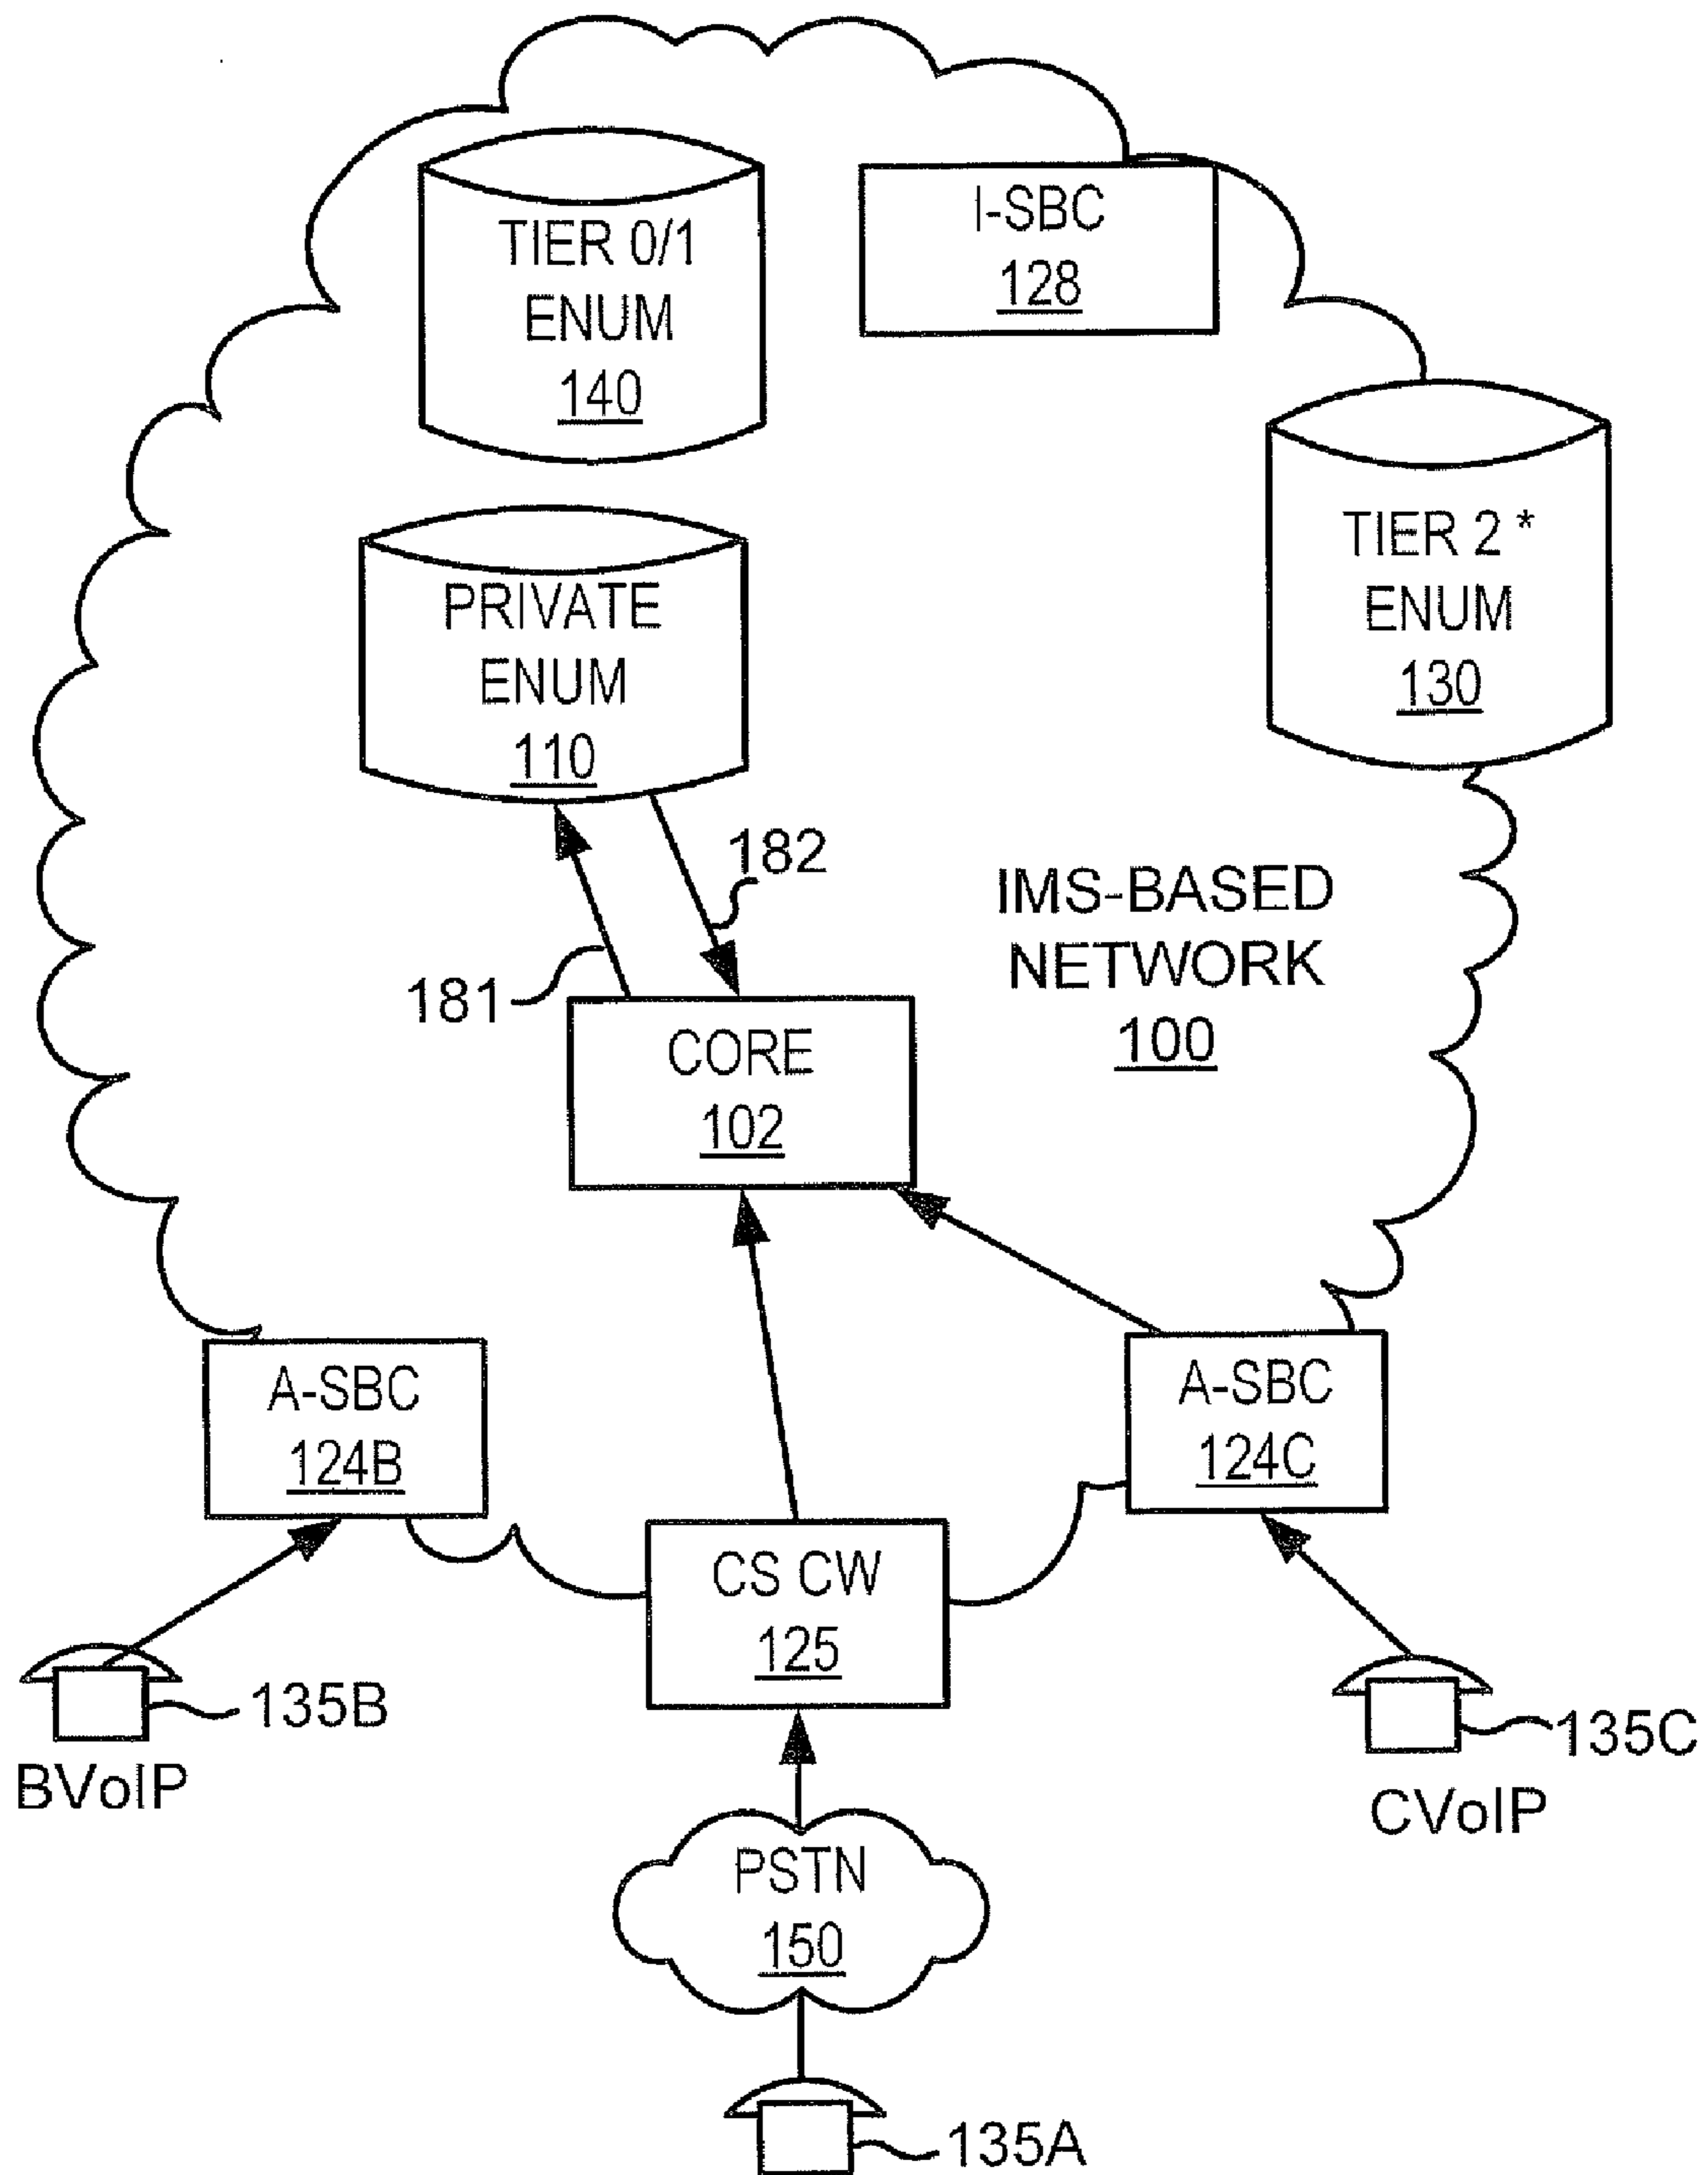 TIER 0/1
ENUM
140
I-SBC
128
TIER 2 *
ENUM
130
PRIVATE
ENUM
110
182
181
IMS-BASED
NETWORK
100
CORE
102
A-SBC
124B
A-SBC
124C
CS CW
125
135B
BVoIP
135C
CVoIP
PSTN
150
135A